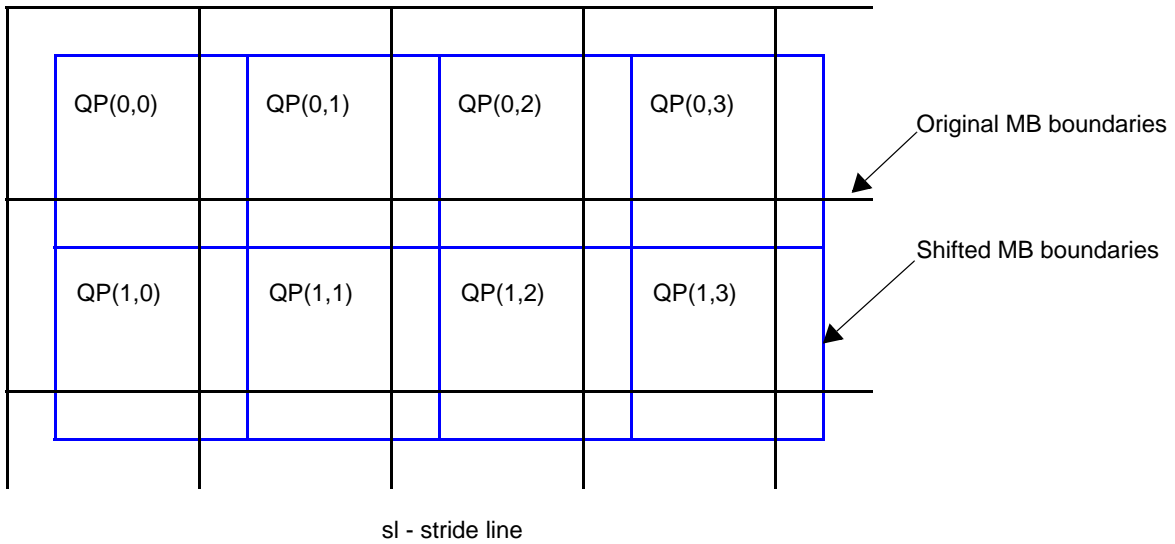 QP(0,0) QP(0,1) QP(0,2) QP(0,3)
Original MB boundaries
Shifted MB boundaries
QP(1,0) QP(1,1) QP(1,2) QP(1,3)
sl - stride line